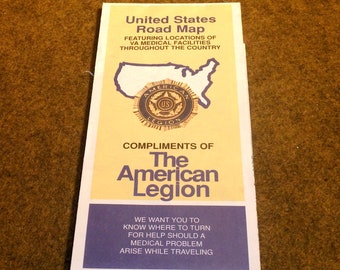 United States
Road Map
FEATURING LOCATIONS OF
VA MEDICAL FACILITIES
THROUGHOUT THE COUNTRY
AMERICAN
US
LEGION
COMPLIMENTS OF
The
American
Legion
WE WANT YOU TO
KNOW WHERE TO TURN
FOR HELP SHOULD A
MEDICAL PROBLEM
ARISE WHILE TRAVELING